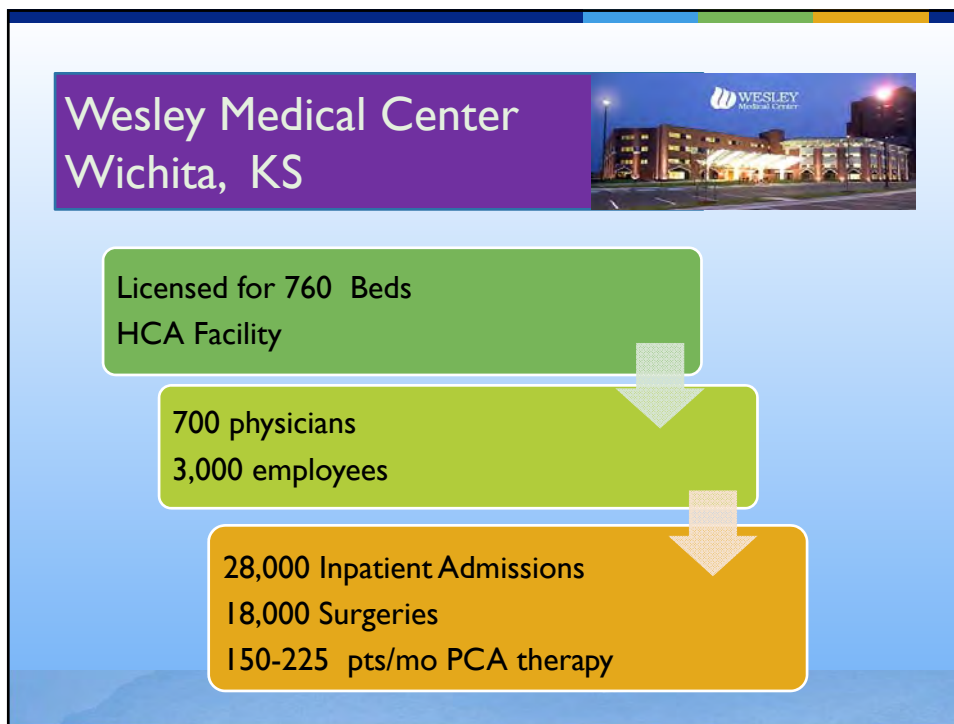 Wesley Medical Center
Wichita, KS
WESLEY
Medical Center
Licensed for 760 Beds
HCA Facility
700 physicians
3,000 employees
28,000 Inpatient Admissions
18,000 Surgeries
150-225 pts/mo PCA therapy